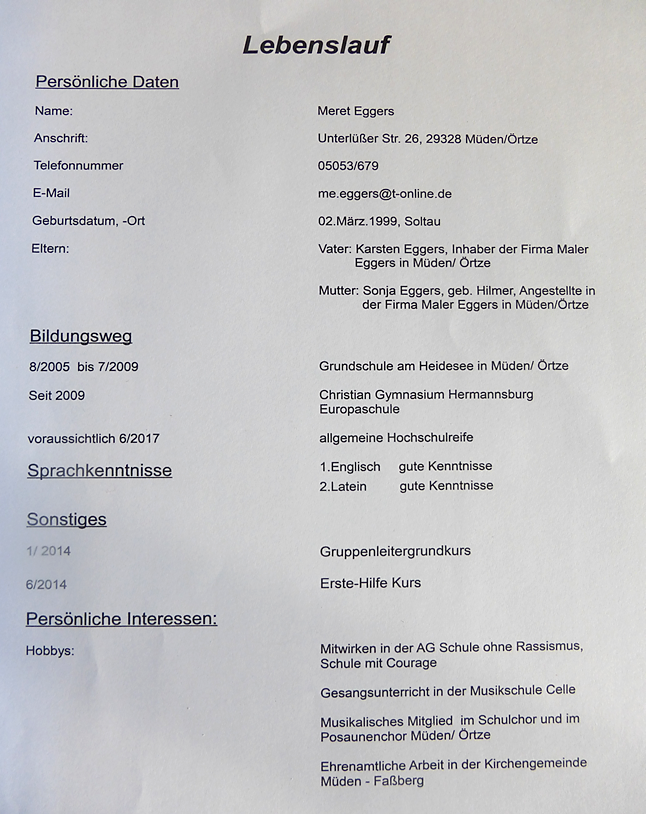 Lebenslauf
Persönliche Daten
Name: Meret Eggers
Anschrift: Unterlüßer Str. 26, 29328 Müden/Örtze
Telefonnummer 05053/679
E-Mail me.eggers@t-online.de
Geburtsdatum, -Ort 02.März.1999, Soltau
Eltern: Vater: Karsten Eggers, Inhaber der Firma Maler
Eggers in Müden/ Örtze
Mutter: Sonja Eggers, geb. Hilmer, Angestellte in
der Firma Maler Eggers in Müden/Örtze
Bildungsweg
8/2005 bis 7/2009 Grundschule am Heidesee in Müden/ Örtze
Seit 2009 Christian Gymnasium Hermannsburg
Europaschule
voraussichtlich 6/2017 allgemeine Hochschulreife
Sprachkenntnisse 1.Englisch gute Kenntnisse
2.Latein gute Kenntnisse
Sonstiges
1/ 2014 Gruppenleitergrundkurs
6/2014 Erste-Hilfe Kurs
Persönliche Interessen:
Hobbys: Mitwirken in der AG Schule ohne Rassismus,
Schule mit Courage
Gesangsunterricht in der Musikschule Celle
Musikalisches Mitglied im Schulchor und im
Posaunenchor Müden/ Örtze
Ehrenamtliche Arbeit in der Kirchengemeinde
Müden - Faßberg